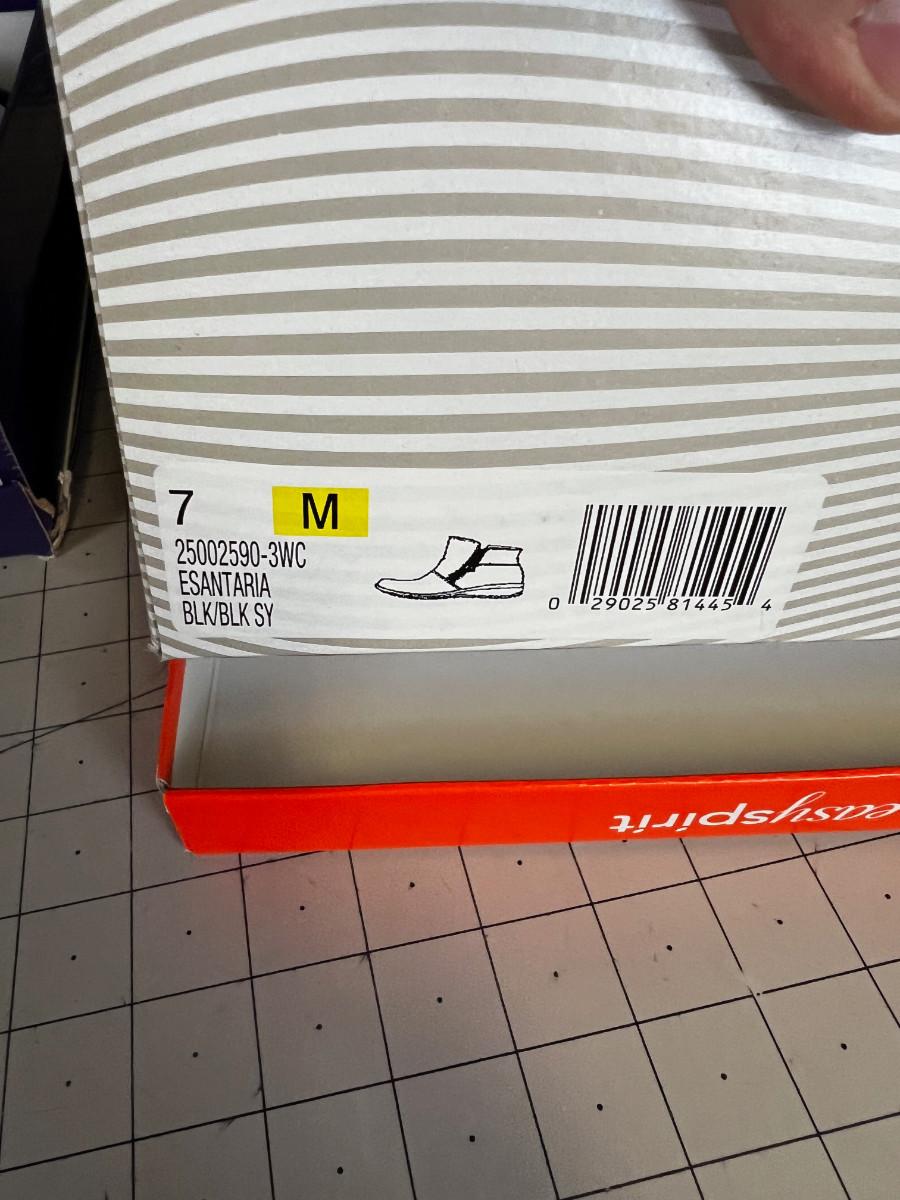 7 M
25002590-3WC
ESANTARIA
BLK/BLK SY
0 29025 81445 4
easyspirit